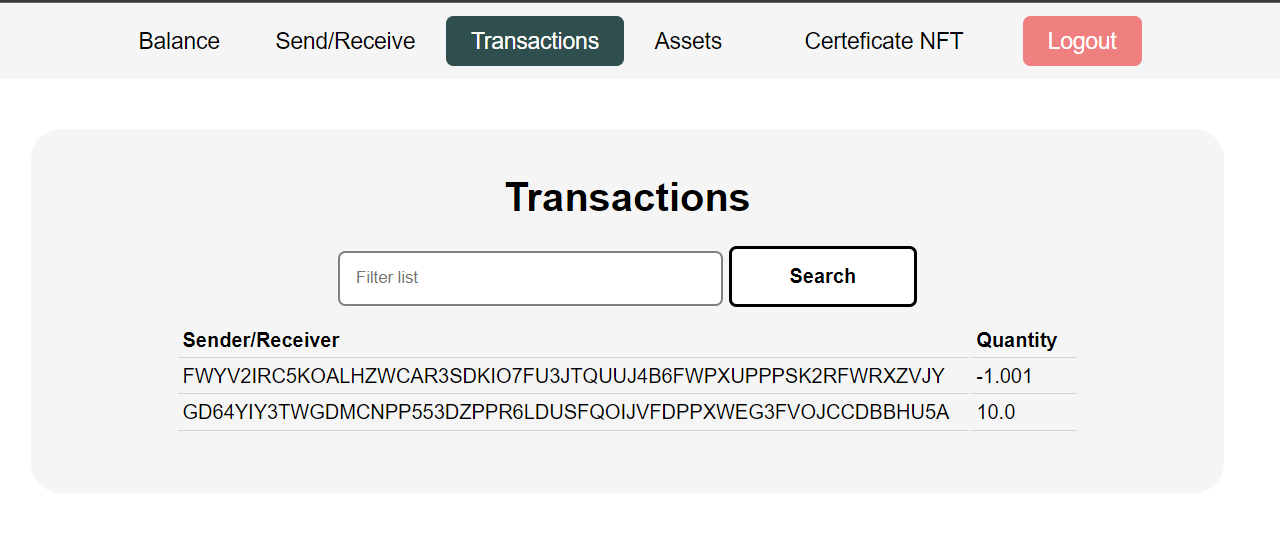 Balance Send/Receive Transactions Assets Certeficate NFT Logout
Transactions
Filter list Search
Sender/Receiver Quantity
FWYV2IRC5KOALHZWCAR3SDKIO7FU3JTQUUJ4B6FWPXUPPPSK2RFWRXZVJY -1.001
GD64YIY3TWGDMCNPP553DZPPR6LDUSFQOIJVFDPPXWEG3FVOJCCDBBHU5A 10.0